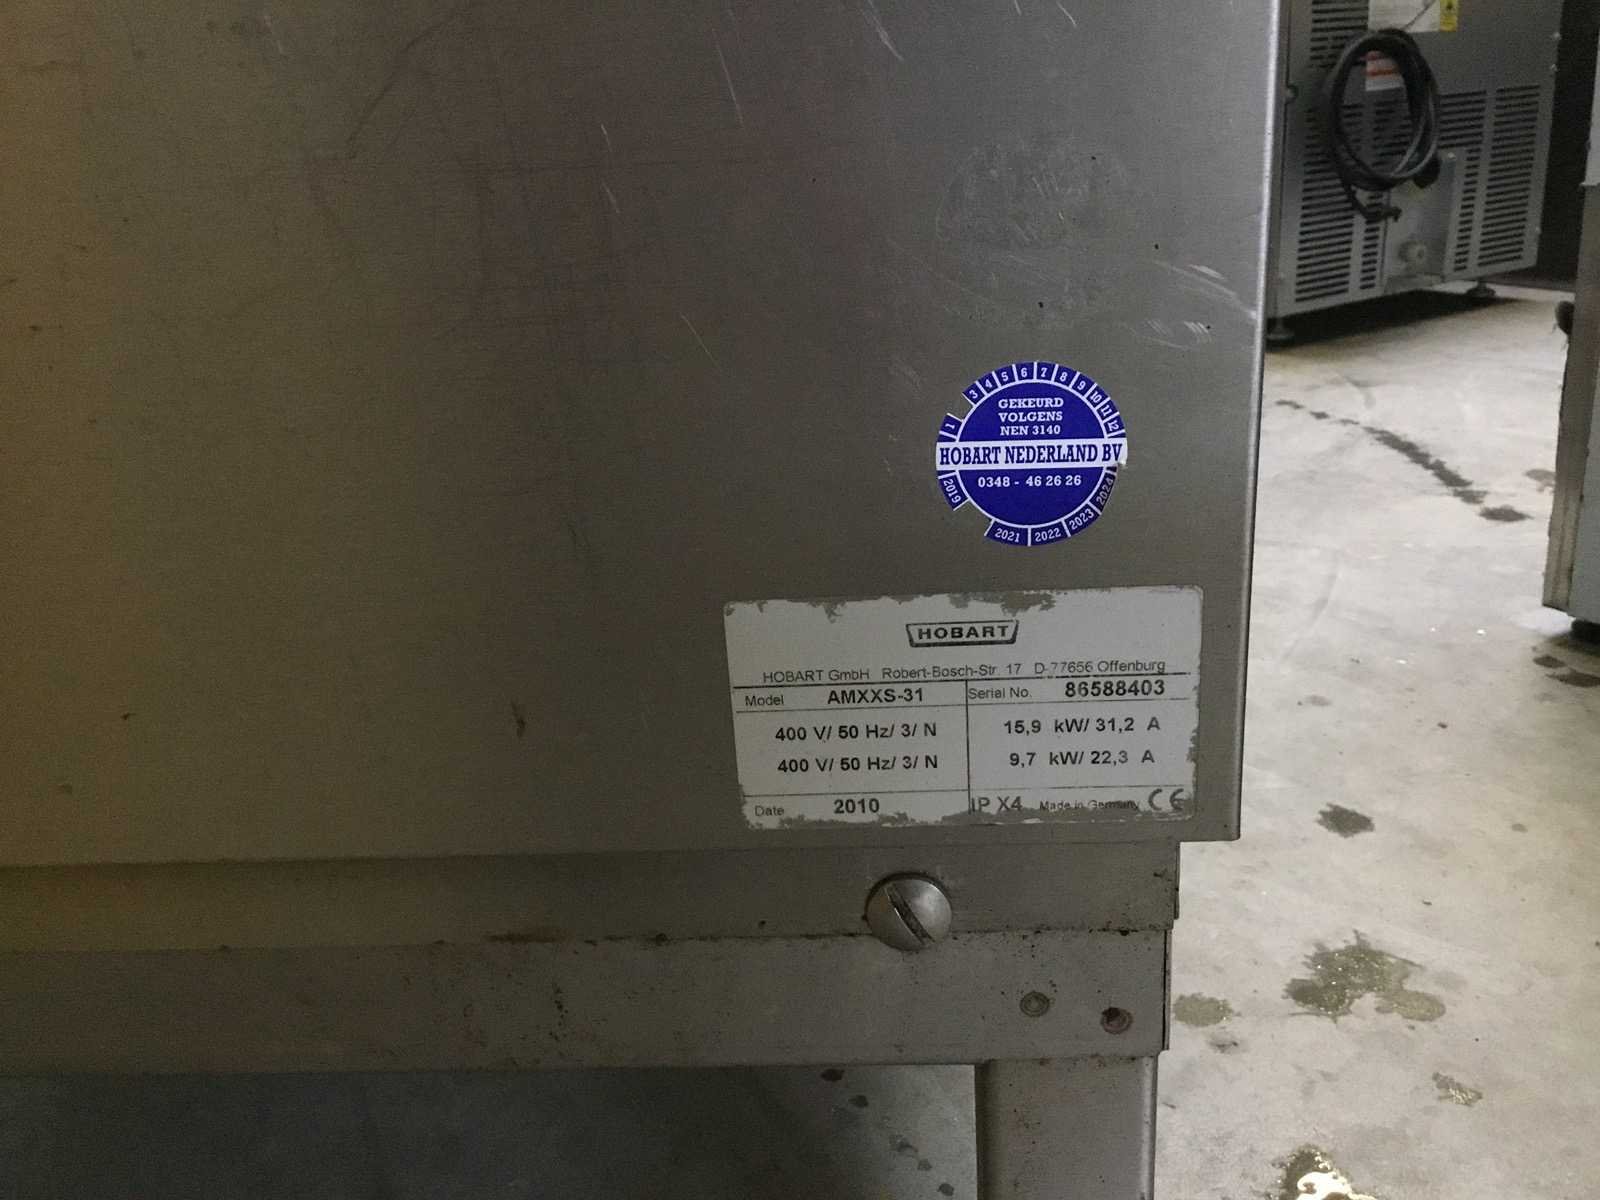 1 3 4 5 6 7 8 9 10 11 12
GEKEURD
VOLGENS
NEN 3140
HOBART NEDERLAND BV
0348 - 46 26 26
2019 2021 2022 2023 2024
HOBART
HOBART GmbH Robert-Bosch-Str. 17 D-77656 Offenburg
Model AMXXS-31 Serial No. 86588403
400 V/ 50 Hz/ 3/ N 15,9 kW/ 31,2 A
400 V/ 50 Hz/ 3/ N 9,7 kW/ 22,3 A
Date 2010 IP X4 Made in Germany CE